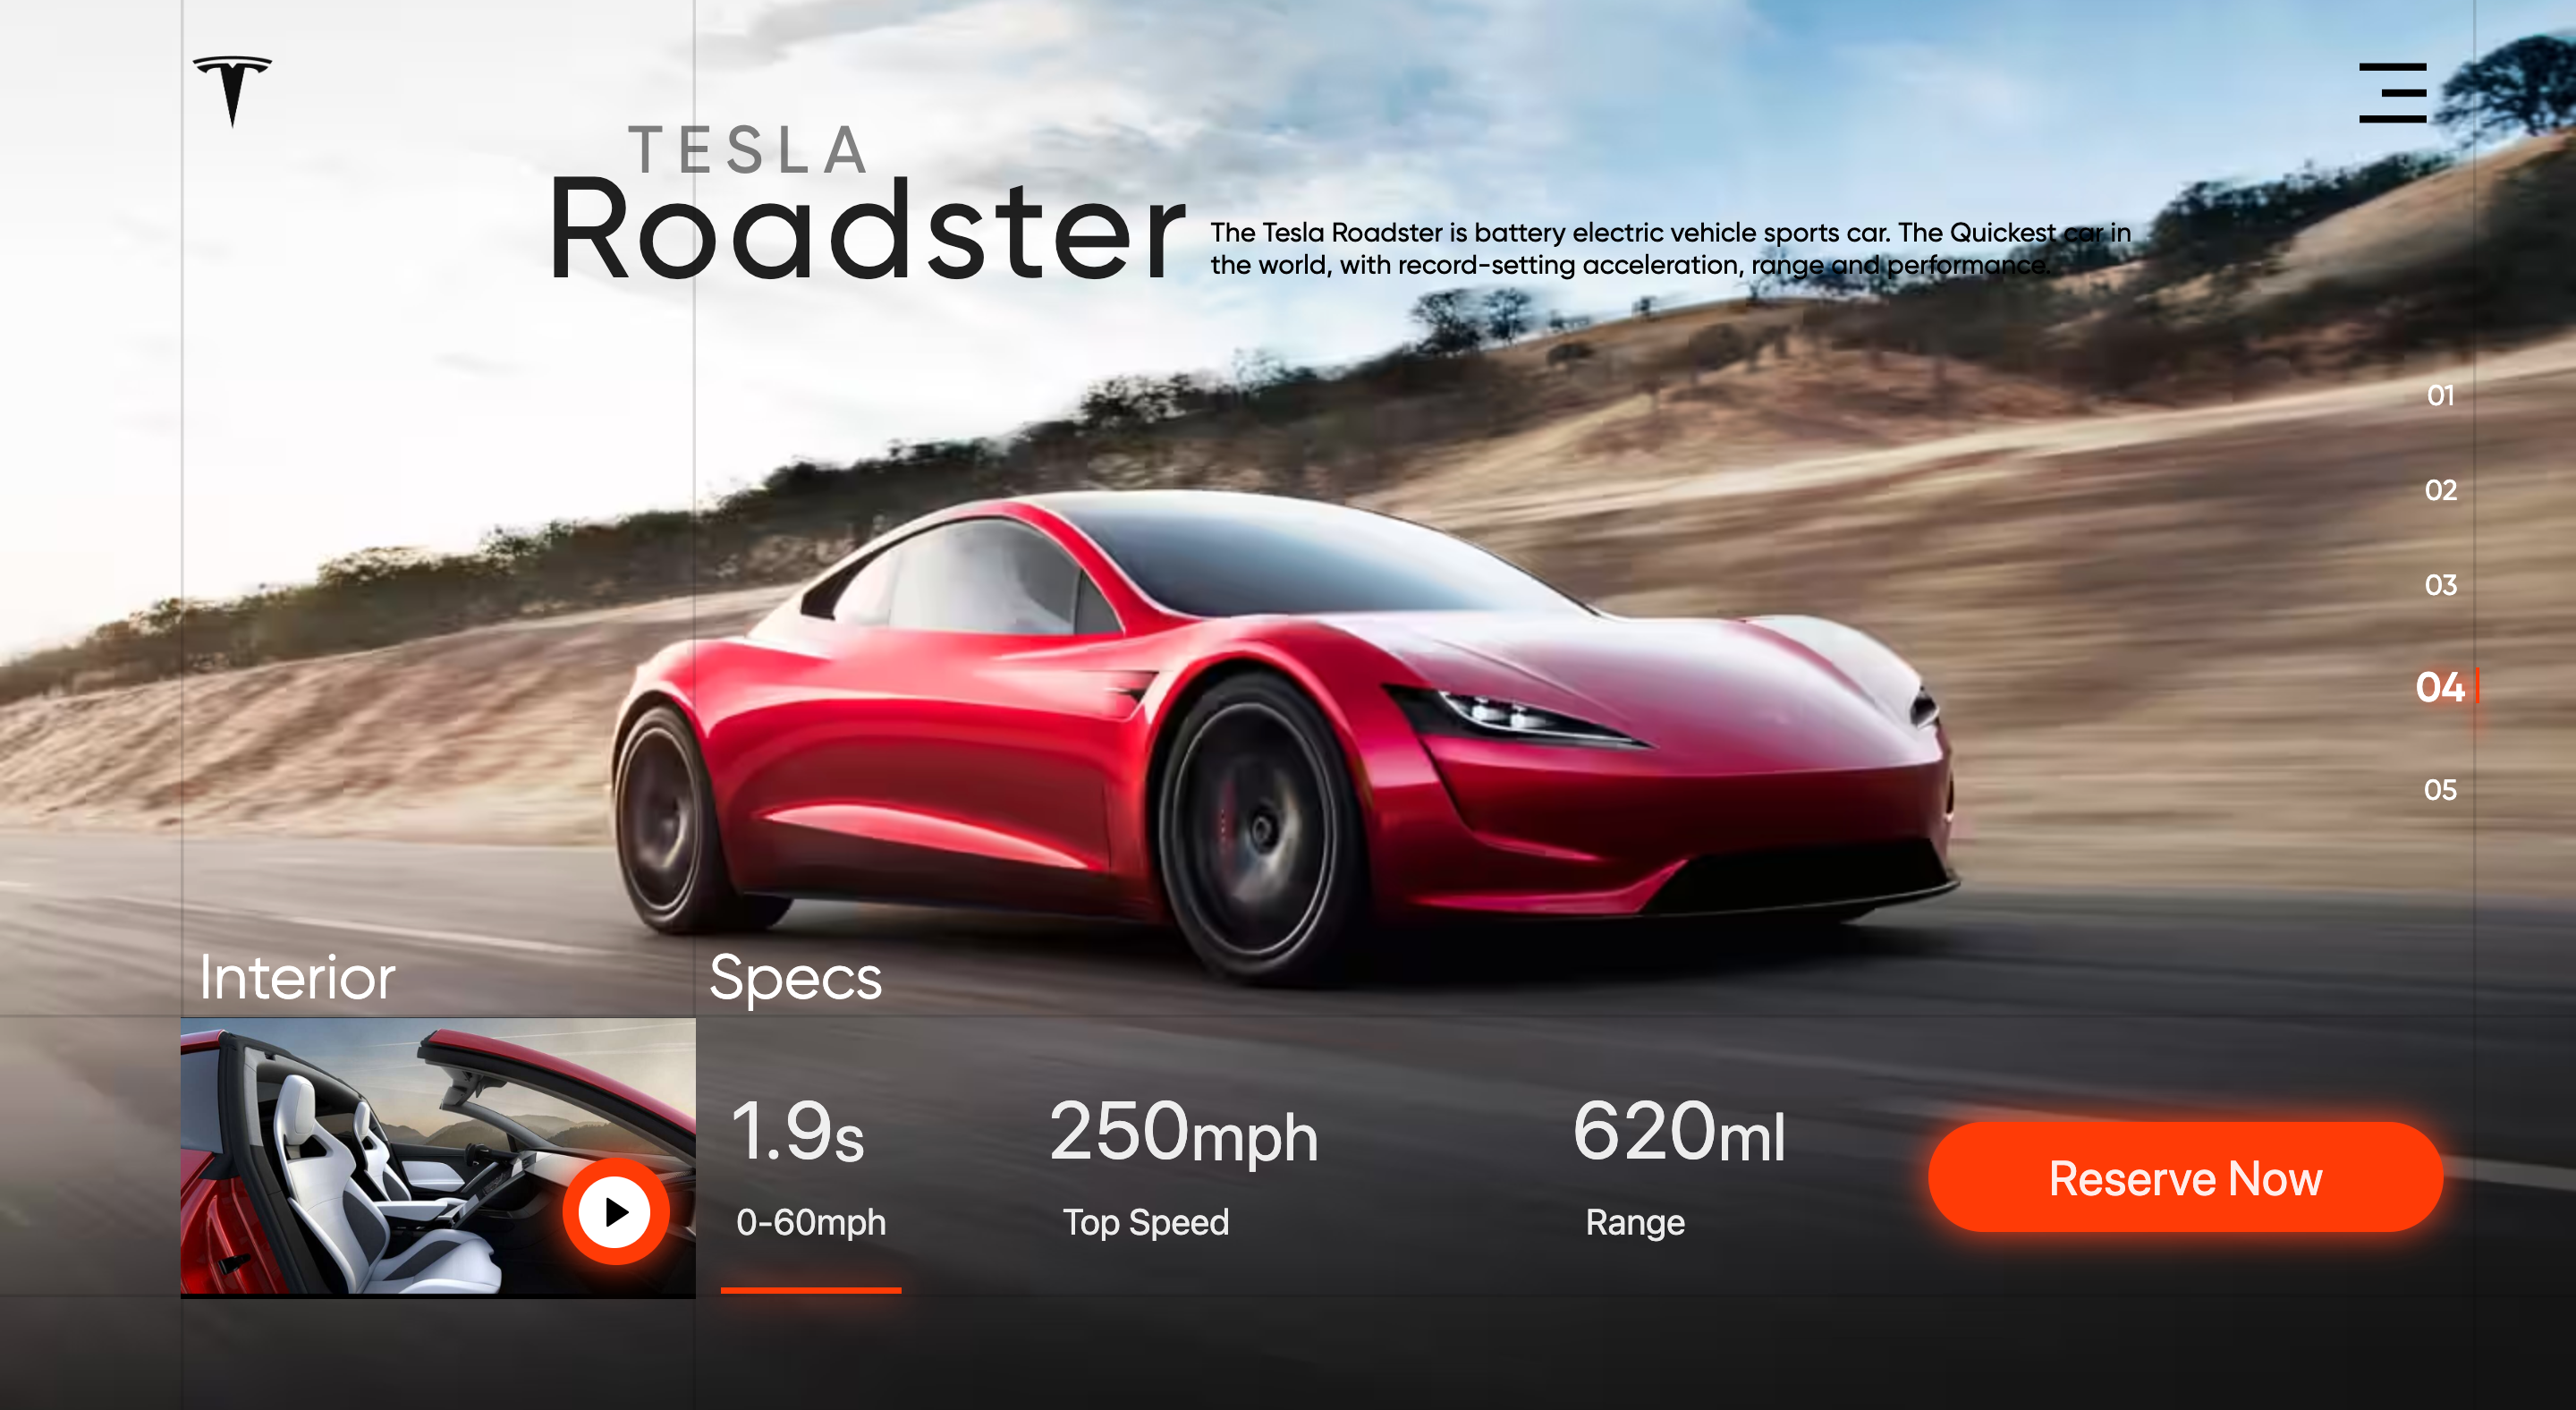 TESLA
Roadster
The Tesla Roadster is battery electric vehicle sports car. The Quickest car in
the world, with record-setting acceleration, range and performance.
01
02
03
04
05
Interior
Specs
1.9s
250mph
620ml
0-60mph
Top Speed
Range
Reserve Now